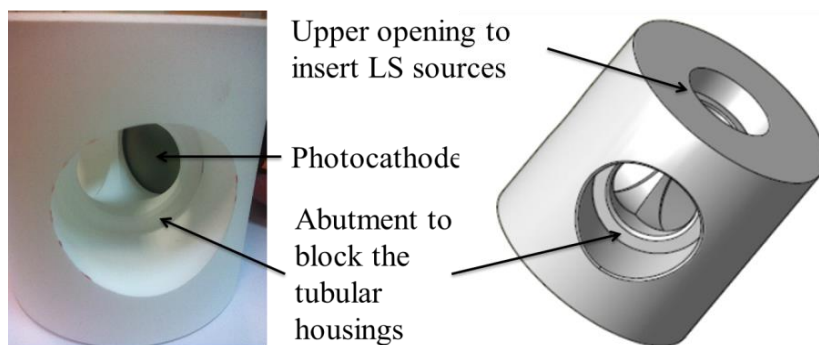 Upper opening to
insert LS sources
Photocathode
Abutment to
block the
tubular
housings